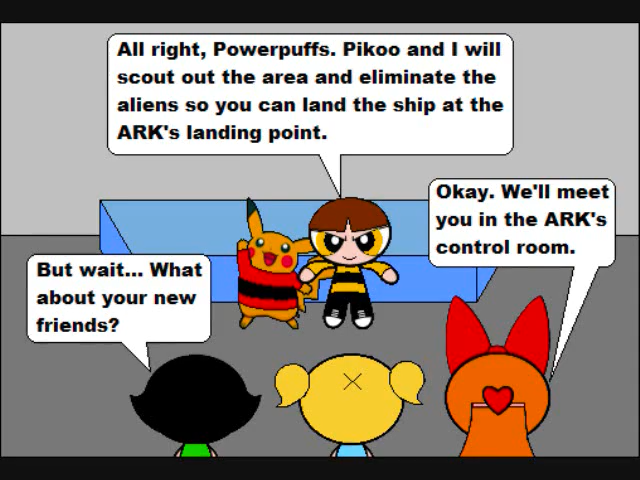 All right, Powerpuffs. Pikoo and I will
scout out the area and eliminate the
aliens so you can land the ship at the
ARK's landing point.
Okay. We'll meet
you in the ARK's
control room.
But wait... What
about your new
friends?